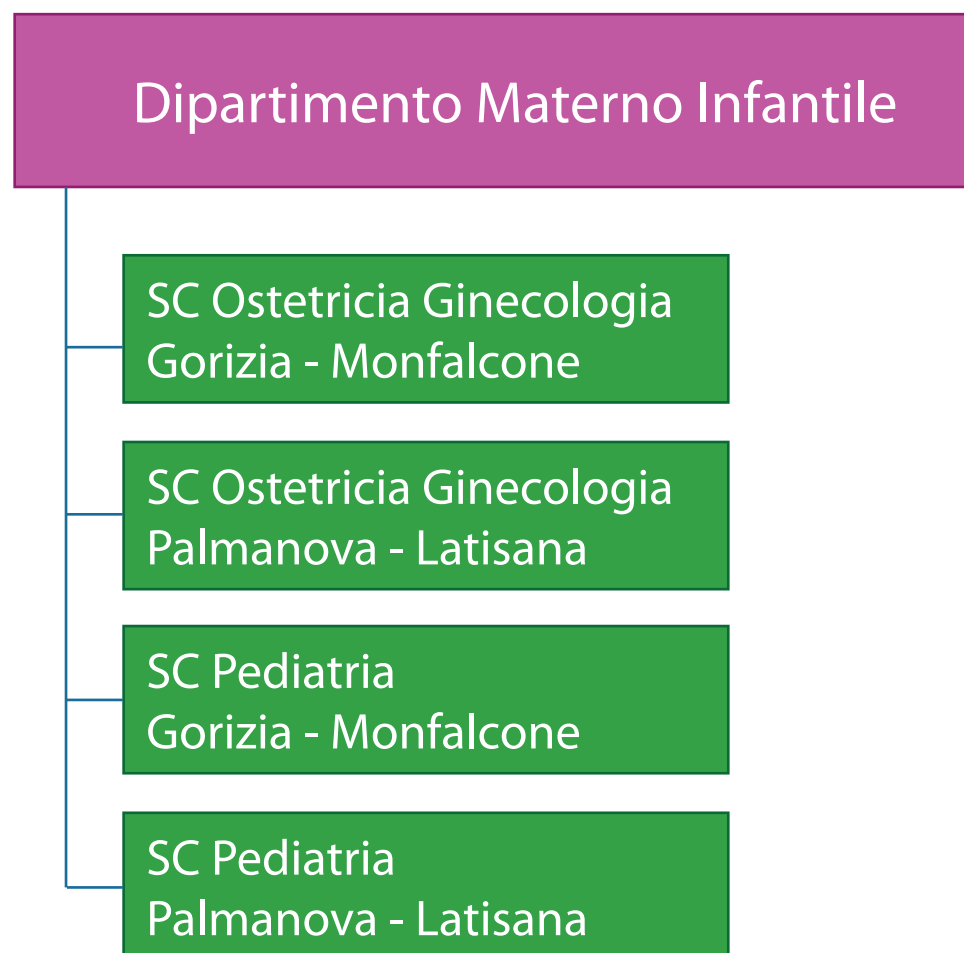 Dipartimento Materno Infantile
SC Ostetricia Ginecologia
Gorizia - Monfalcone
SC Ostetricia Ginecologia
Palmanova - Latisana
SC Pediatria
Gorizia - Monfalcone
SC Pediatria
Palmanova - Latisana